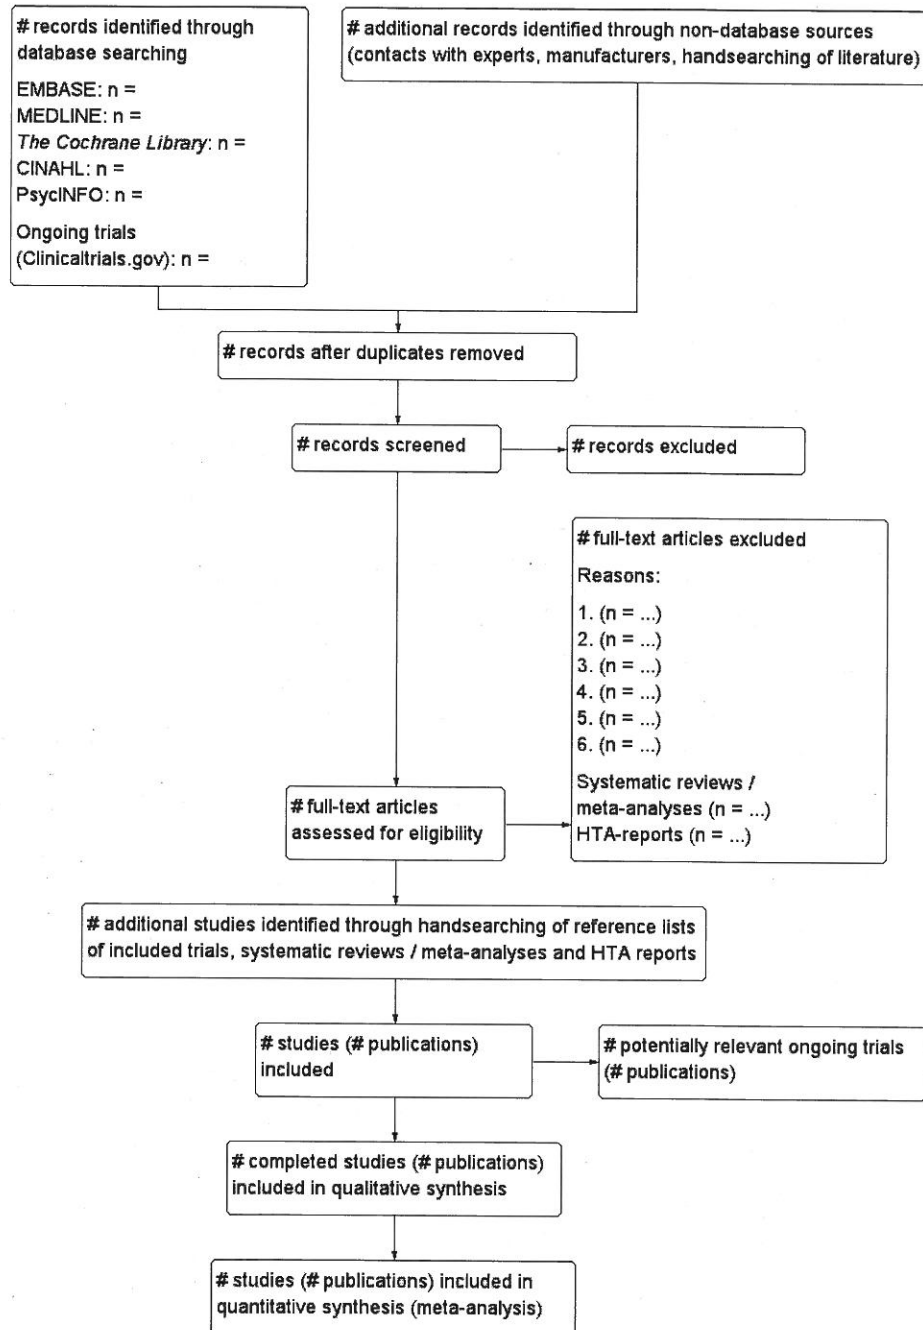 # records identified through
database searching
EMBASE: n =
MEDLINE: n =
The Cochrane Library: n =
CINAHL: n =
PsycINFO: n =
Ongoing trials
(Clinicaltrials.gov): n =
# additional records identified through non-database sources
(contacts with experts, manufacturers, handsearching of literature)
# records after duplicates removed
# records screened
# records excluded
# full-text articles excluded
Reasons:
1. (n = ...)
2. (n = ...)
3. (n = ...)
4. (n = ...)
5. (n = ...)
6. (n = ...)
Systematic reviews /
meta-analyses (n = ...)
HTA-reports (n = ...)
# full-text articles
assessed for eligibility
# additional studies identified through handsearching of reference lists
of included trials, systematic reviews / meta-analyses and HTA reports
# studies (# publications)
included
# potentially relevant ongoing trials
(# publications)
# completed studies (# publications)
included in qualitative synthesis
# studies (# publications) included in
quantitative synthesis (meta-analysis)